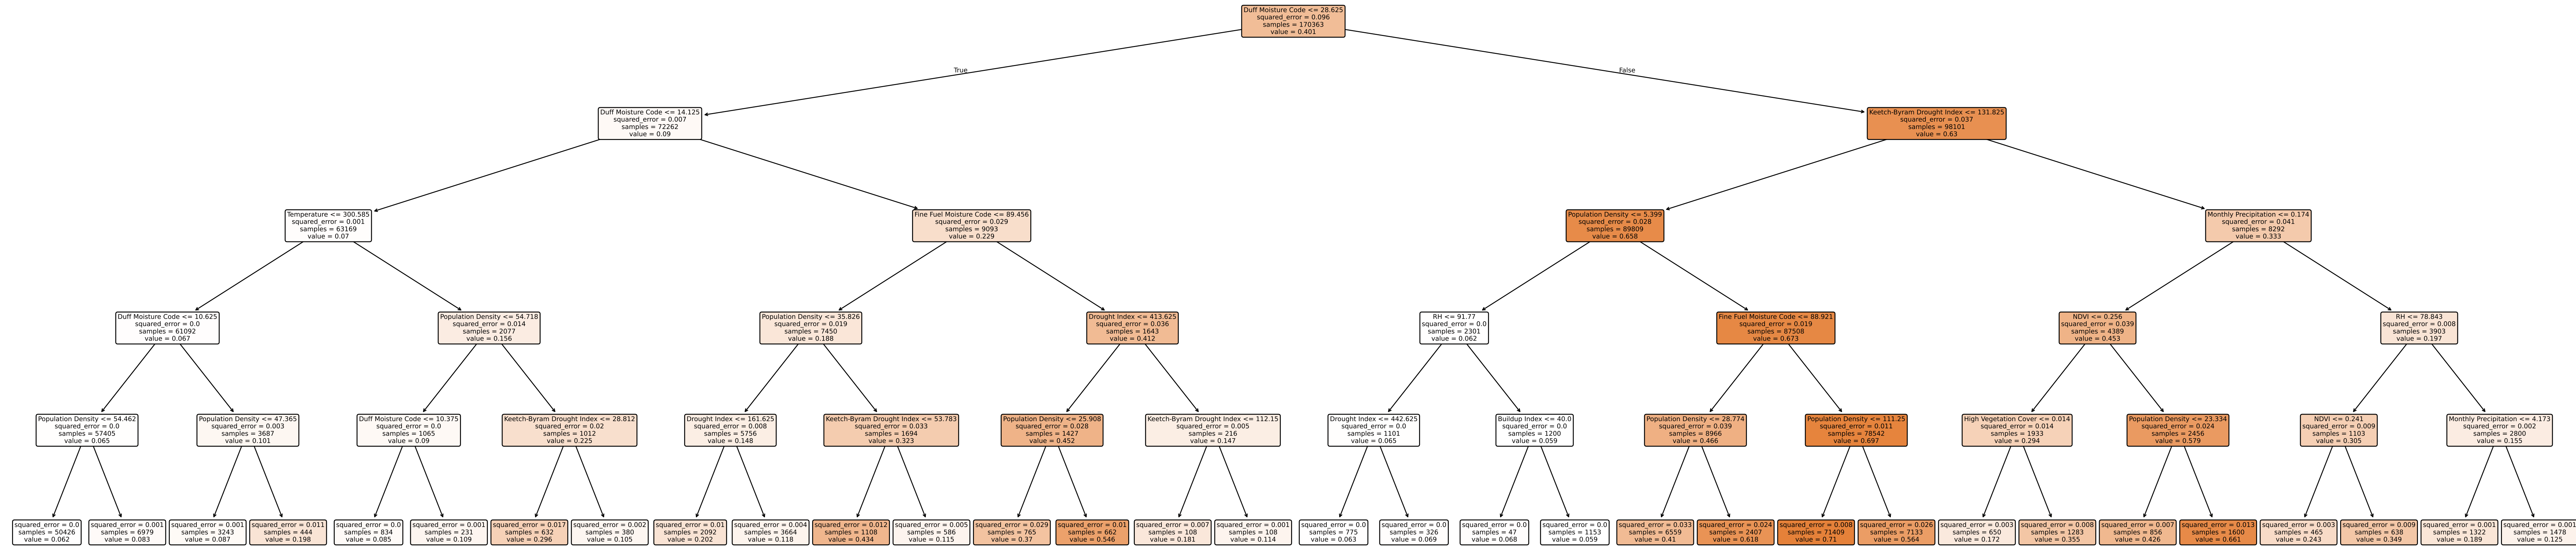 Duff Moisture Code <= 28.625
squared_error = 0.096
samples = 170363
value = 0.401
True
False
Duff Moisture Code <= 14.125
squared_error = 0.007
samples = 72262
value = 0.09
Keetch-Byram Drought Index <= 131.825
squared_error = 0.037
samples = 98101
value = 0.63
Temperature <= 300.585
squared_error = 0.001
samples = 63169
value = 0.07
Fine Fuel Moisture Code <= 89.456
squared_error = 0.029
samples = 9093
value = 0.229
Population Density <= 5.399
squared_error = 0.028
samples = 89809
value = 0.658
Monthly Precipitation <= 0.174
squared_error = 0.041
samples = 8292
value = 0.333
Duff Moisture Code <= 10.625
squared_error = 0.0
samples = 61092
value = 0.067
Population Density <= 54.718
squared_error = 0.014
samples = 2077
value = 0.156
Population Density <= 35.826
squared_error = 0.019
samples = 7450
value = 0.188
Drought Index <= 413.625
squared_error = 0.036
samples = 1643
value = 0.412
RH <= 91.77
squared_error = 0.0
samples = 2301
value = 0.062
Fine Fuel Moisture Code <= 88.921
squared_error = 0.019
samples = 87508
value = 0.673
NDVI <= 0.256
squared_error = 0.039
samples = 4389
value = 0.453
RH <= 78.843
squared_error = 0.008
samples = 3903
value = 0.197
Population Density <= 54.462
squared_error = 0.0
samples = 57405
value = 0.065
Population Density <= 47.365
squared_error = 0.003
samples = 3687
value = 0.101
Duff Moisture Code <= 10.375
squared_error = 0.0
samples = 1065
value = 0.09
Keetch-Byram Drought Index <= 28.812
squared_error = 0.02
samples = 1012
value = 0.225
Drought Index <= 161.625
squared_error = 0.008
samples = 5756
value = 0.148
Keetch-Byram Drought Index <= 53.783
squared_error = 0.033
samples = 1694
value = 0.323
Population Density <= 25.908
squared_error = 0.028
samples = 1427
value = 0.452
Keetch-Byram Drought Index <= 112.15
squared_error = 0.005
samples = 216
value = 0.147
Drought Index <= 442.625
squared_error = 0.0
samples = 1101
value = 0.065
Buildup Index <= 40.0
squared_error = 0.0
samples = 1200
value = 0.059
Population Density <= 28.774
squared_error = 0.039
samples = 8966
value = 0.466
Population Density <= 111.25
squared_error = 0.011
samples = 78542
value = 0.697
High Vegetation Cover <= 0.014
squared_error = 0.014
samples = 1933
value = 0.294
Population Density <= 23.334
squared_error = 0.024
samples = 2456
value = 0.579
NDVI <= 0.241
squared_error = 0.009
samples = 1103
value = 0.305
Monthly Precipitation <= 4.173
squared_error = 0.002
samples = 2800
value = 0.155
squared_error = 0.0
samples = 50426
value = 0.062
squared_error = 0.001
samples = 6979
value = 0.083
squared_error = 0.001
samples = 3243
value = 0.087
squared_error = 0.011
samples = 444
value = 0.198
squared_error = 0.0
samples = 834
value = 0.085
squared_error = 0.001
samples = 231
value = 0.109
squared_error = 0.017
samples = 632
value = 0.296
squared_error = 0.002
samples = 380
value = 0.105
squared_error = 0.01
samples = 2092
value = 0.202
squared_error = 0.004
samples = 3664
value = 0.118
squared_error = 0.012
samples = 1108
value = 0.434
squared_error = 0.005
samples = 586
value = 0.115
squared_error = 0.029
samples = 765
value = 0.37
squared_error = 0.01
samples = 662
value = 0.546
squared_error = 0.007
samples = 108
value = 0.181
squared_error = 0.001
samples = 108
value = 0.114
squared_error = 0.0
samples = 775
value = 0.063
squared_error = 0.0
samples = 326
value = 0.069
squared_error = 0.0
samples = 47
value = 0.068
squared_error = 0.0
samples = 1153
value = 0.059
squared_error = 0.033
samples = 6559
value = 0.41
squared_error = 0.024
samples = 2407
value = 0.618
squared_error = 0.008
samples = 71409
value = 0.71
squared_error = 0.026
samples = 7133
value = 0.564
squared_error = 0.003
samples = 650
value = 0.172
squared_error = 0.008
samples = 1283
value = 0.355
squared_error = 0.007
samples = 856
value = 0.426
squared_error = 0.013
samples = 1600
value = 0.661
squared_error = 0.003
samples = 465
value = 0.243
squared_error = 0.009
samples = 638
value = 0.349
squared_error = 0.001
samples = 1322
value = 0.189
squared_error = 0.001
samples = 1478
value = 0.125